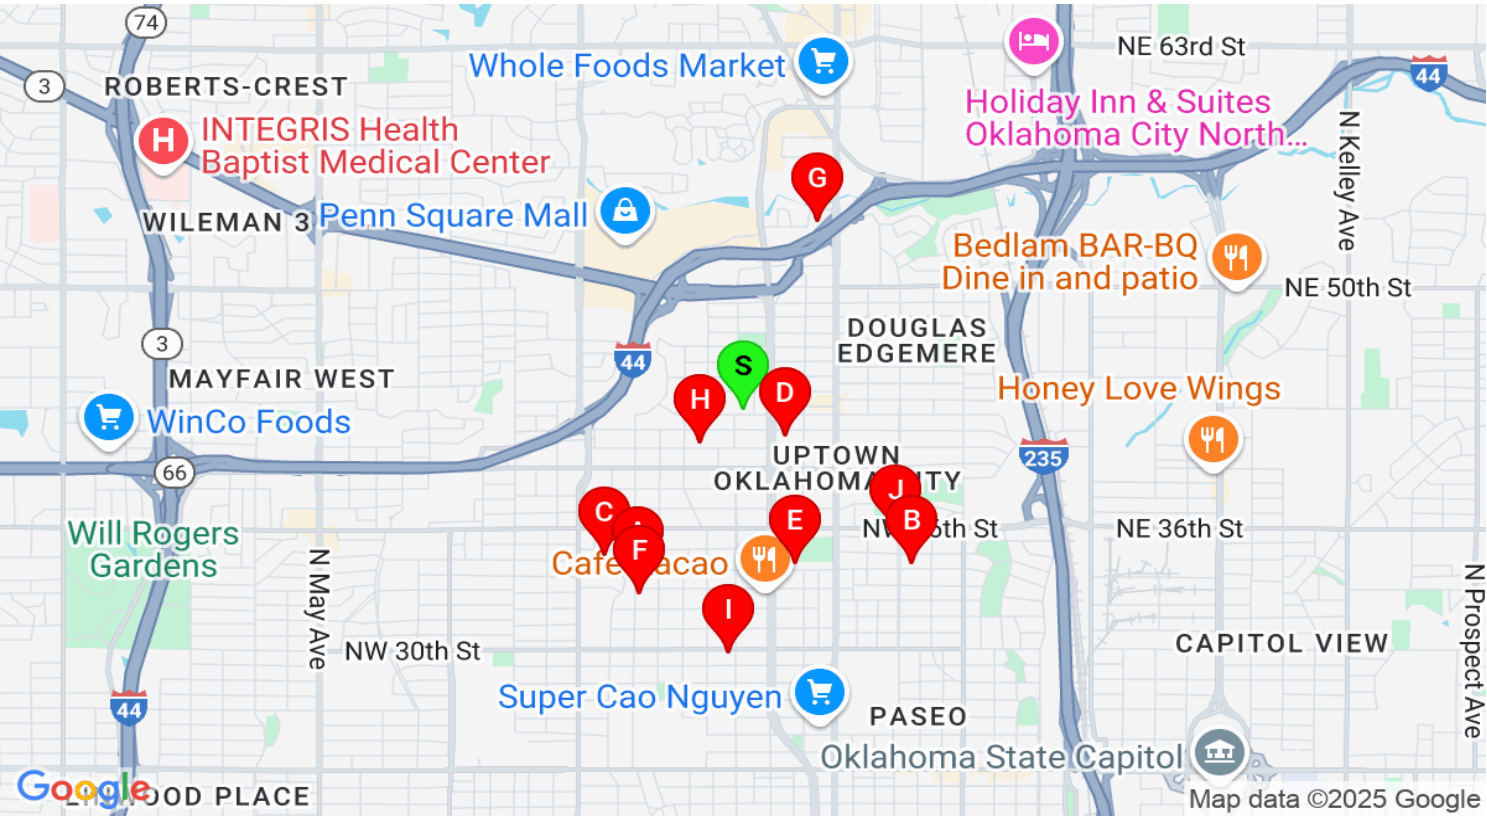 74
NE 63rd St
Whole Foods Market
44
3
ROBERTS-CREST
Holiday Inn & Suites
Oklahoma City North...
N Kelley Ave
H
INTEGRIS Health
Baptist Medical Center
G
WILEMAN 3
Penn Square Mall
Bedlam BAR-BQ
Dine in and patio
NE 50th St
DOUGLAS
EDGEMERE
3
44
S
MAYFAIR WEST
H
D
Honey Love Wings
WinCo Foods
UPTOWN
66
235
J
C
E
B
A
NE 36th St
Will Rogers
Gardens
F
N May Ave
I
N Prospect Ave
CAPITOL VIEW
NW 30th St
Super Cao Nguyen
44
PASEO
Oklahoma State Capitol
Google
PLACE
Map data ©2025 Google